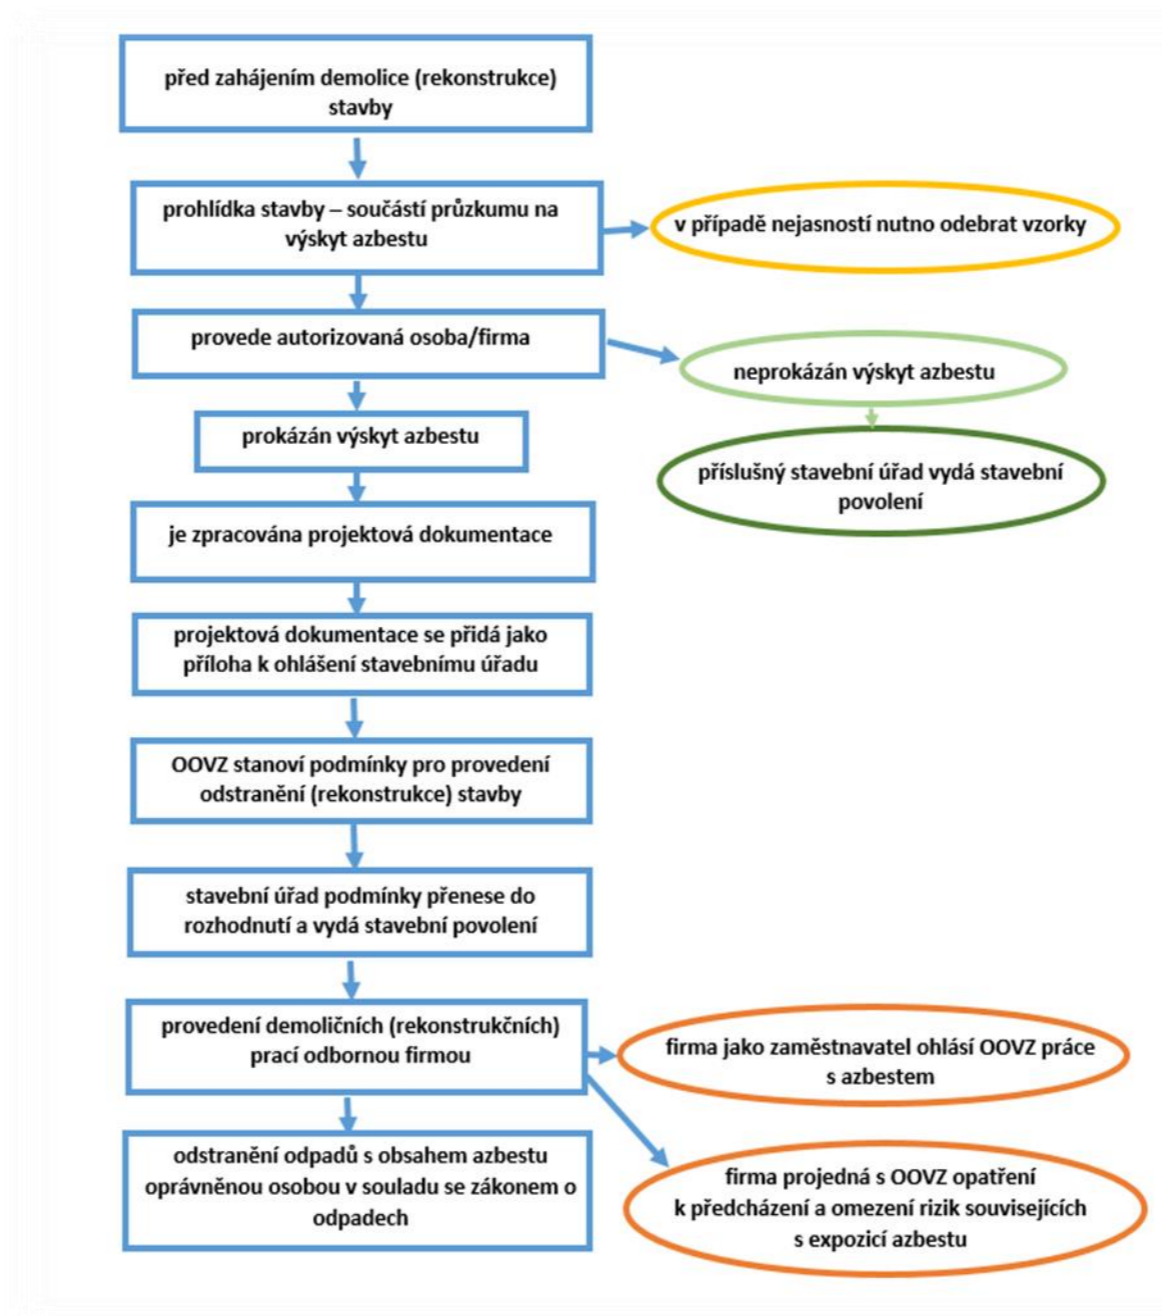 před zahájením demolice (rekonstrukce)
stavby
prohlídka stavby – součástí průzkumu na
výskyt azbestu
v případě nejasností nutno odebrat vzorky
provede autorizovaná osoba/firma
neprokázán výskyt azbestu
prokázán výskyt azbestu
příslušný stavební úřad vydá stavební
povolení
je zpracována projektová dokumentace
projektová dokumentace se přidá jako
příloha k ohlášení stavebnímu úřadu
OOVZ stanoví podmínky pro provedení
odstranění (rekonstrukce) stavby
stavební úřad podmínky přenese do
rozhodnutí a vydá stavební povolení
provedení demoličních (rekonstrukčních)
prací odbornou firmou
firma jako zaměstnavatel ohlásí OOVZ práce
s azbestem
odstranění odpadů s obsahem azbestu
oprávněnou osobou v souladu se zákonem o
odpadech
firma projedná s OOVZ opatření
k předcházení a omezení rizik souvisejících
s expozicí azbestu